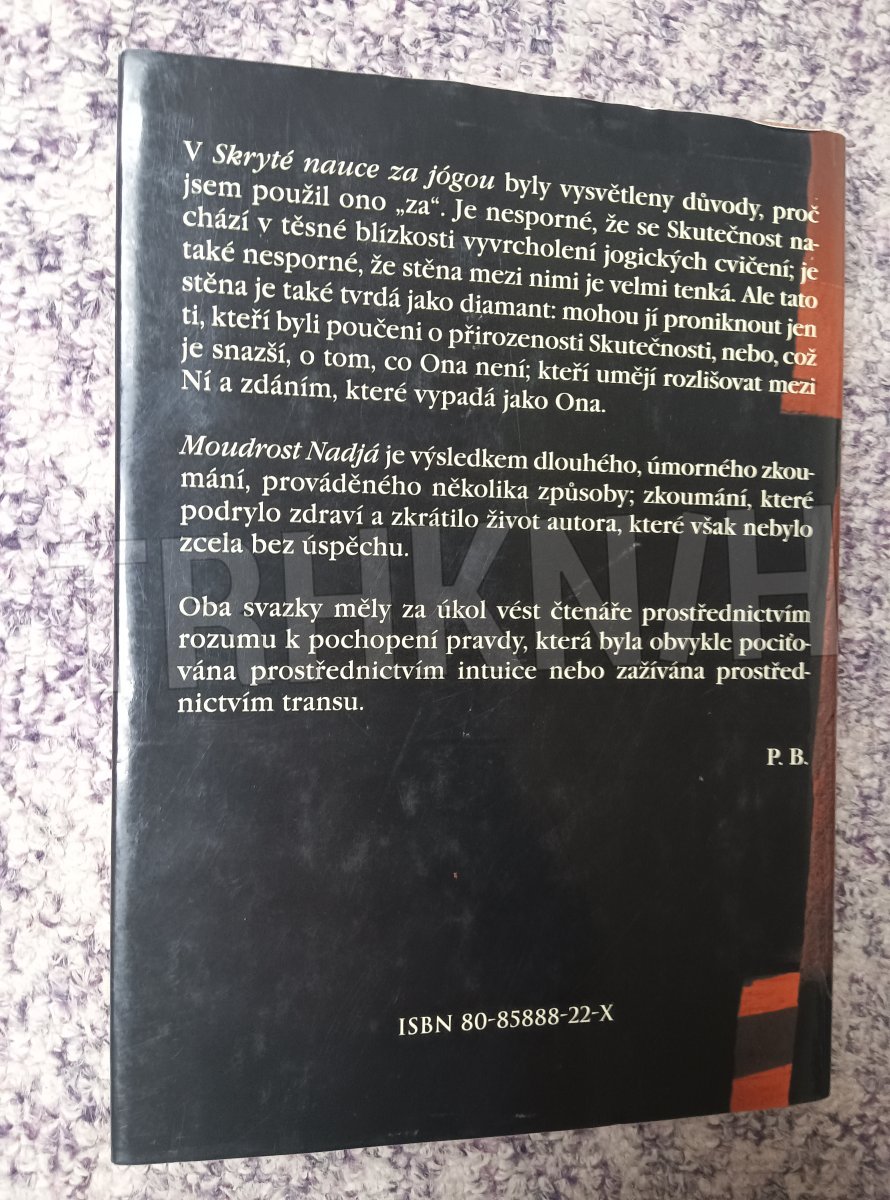 V Skryté nauce za jógou byly vysvětleny důvody, proč
jsem použil ono „za“. Je nesporné, že se Skutečnost na-
chází v těsné blízkosti vyvrcholení jogických cvičení; je
také nesporné, že stěna mezi nimi je velmi tenká. Ale tato
stěna je také tvrdá jako diamant: mohou jí proniknout jen
ti, kteří byli poučeni o přirozenosti Skutečnosti, nebo, což
je snazší, o tom, co Ona není; kteří umějí rozlišovat mezi
Ní a zdáním, které vypadá jako Ona.
Moudrost Nadjá je výsledkem dlouhého, úmorného zkou-
mání, prováděného několika způsoby; zkoumání, které
podrylo zdraví a zkrátilo život autora, které však nebylo
zcela bez úspěchu.
TRHKNIH
Oba svazky měly za úkol vést čtenáře prostřednictvím
rozumu k pochopení pravdy, která byla obvykle pociťo-
vána prostřednictvím intuice nebo zažívána prostřed-
nictvím transu.
P. B.
ISBN 80-85888-22-X